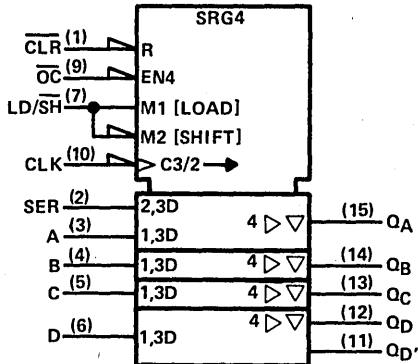 SRG4
CLR (1) R
OC (9) EN4
LD/SH (7) M1 [LOAD]
M2 [SHIFT]
CLK (10) C3/2
SER (2) 2,3D
4 (15) QA
A (3) 1,3D
B (4) 1,3D 4 (14) QB
C (5) 1,3D 4 (13) QC
4 (12) QD
D (6) 1,3D
(11) QD'